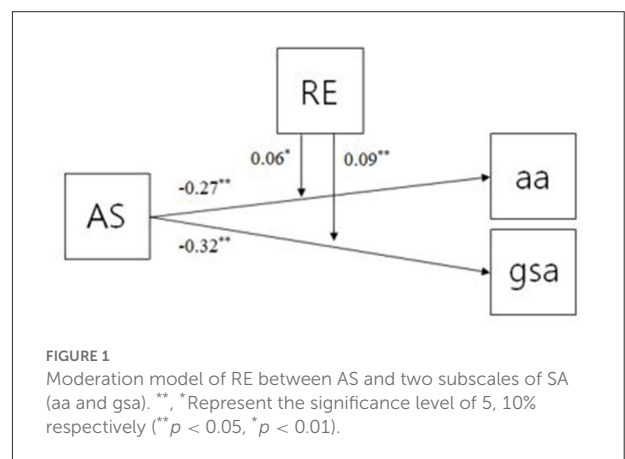 RE
0.06*
0.09**
-0.27**
aa
AS
-0.32**
gsa
FIGURE 1
Moderation model of RE between AS and two subscales of SA
(aa and gsa). **, *Represent the significance level of 5, 10%
respectively (**p < 0.05, *p < 0.01).